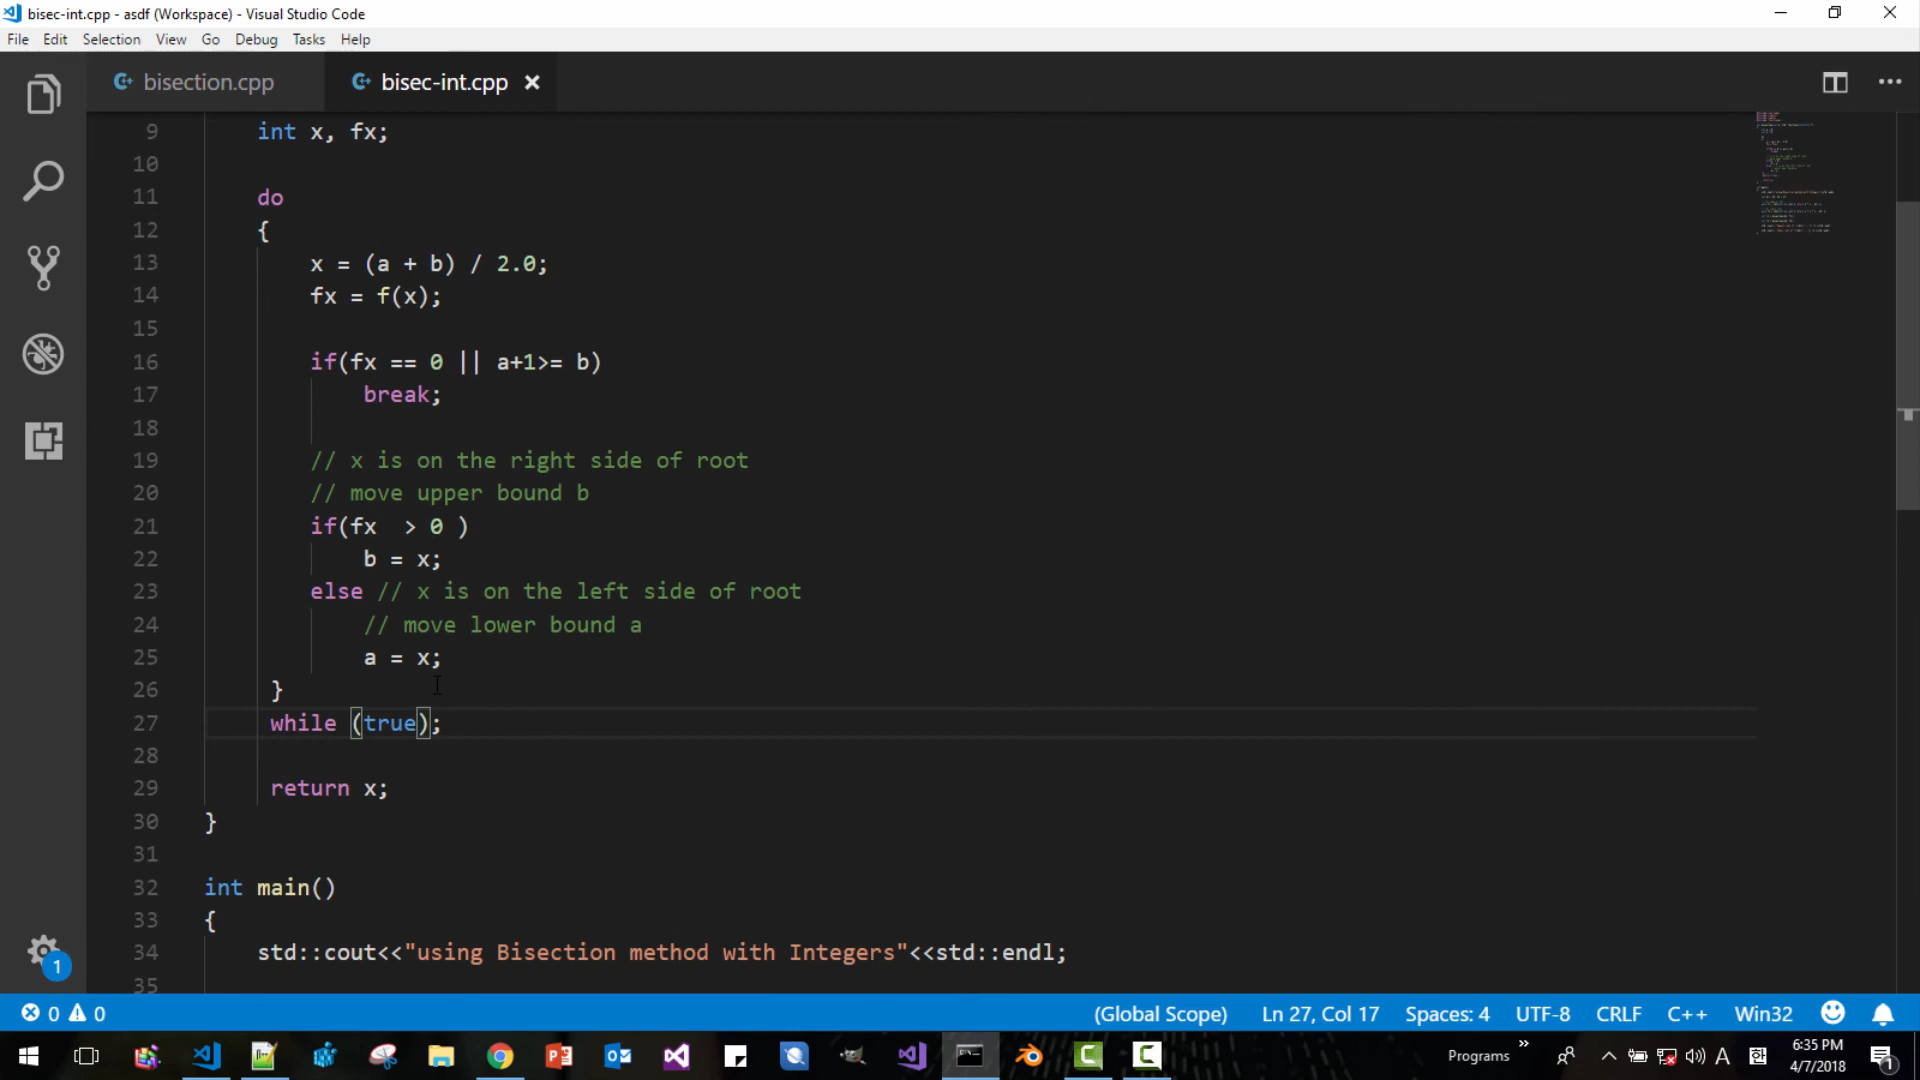 bisec-int.cpp - asdf (Workspace) - Visual Studio Code
File Edit Selection View Go Debug Tasks Help
bisection.cpp bisec-int.cpp
9 int x, fx;
10
11 do
12 {
13 x = (a + b) / 2.0;
14 fx = f(x);
15
16 if(fx == 0 || a+1>= b)
17 break;
18
19 // x is on the right side of root
20 // move upper bound b
21 if(fx  > 0 )
22 b = x;
23 else // x is on the left side of root
24 // move lower bound a
25 a = x;
26 }
27 while (true);
28
29 return x;
30 }
31
32 int main()
33 {
34 std::cout<<"using Bisection method with Integers"<<std::endl;
35
1
0 0 (Global Scope) Ln 27, Col 17 Spaces: 4 UTF-8 CRLF C++ Win32
Programs A 한 6:35 PM
4/7/2018 1